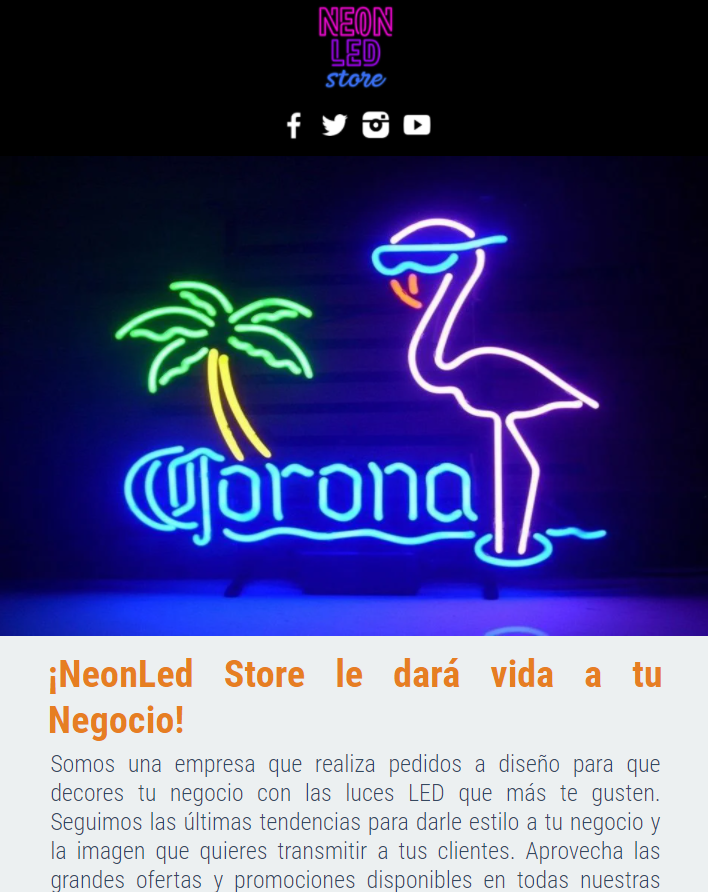 NEON
LED
store
Corona
¡NeonLed Store le dará vida a tu
Negocio!
Somos una empresa que realiza pedidos a diseño para que
decores tu negocio con las luces LED que más te gusten.
Seguimos las últimas tendencias para darle estilo a tu negocio y
la imagen que quieres transmitir a tus clientes. Aprovecha las
grandes ofertas y promociones disponibles en todas nuestras